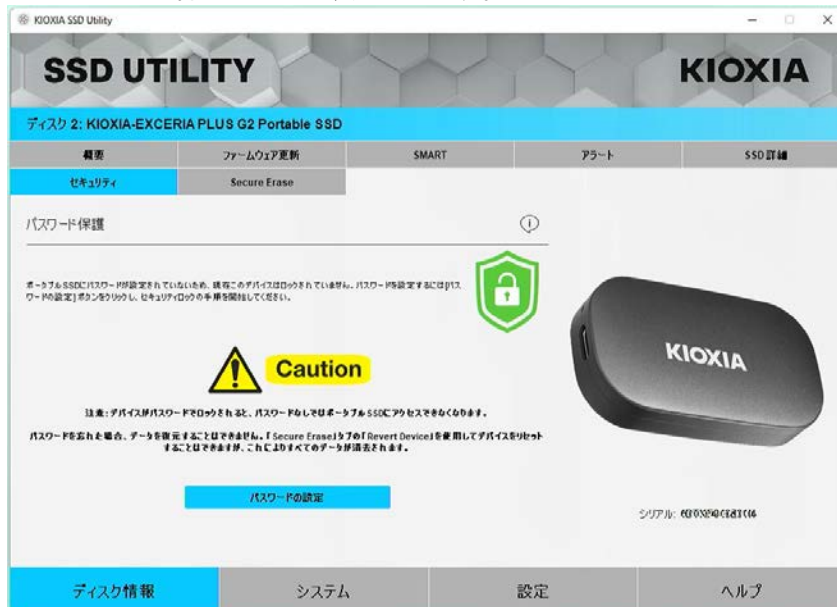 KIOXIA SSD Utility
SSD UTILITY
KIOXIA
ディスク 2: KIOXIA-EXCERIA PLUS G2 Portable SSD
概要
ファームウェア更新
SMART
アラート
SSD 詳細
セキュリティ
Secure Erase
パスワード保護
ポータブル SSDにパスワードが設定されていないため、現在このデバイスはロックされていません。パスワードを設定するには[パス
ワードの設定] ボタンをクリックし、セキュリティロックの手順を開始してください。
Caution
注意: デバイスがパスワードでロックされると、パスワードなしではポータブル SSDにアクセスできなくなります。
パスワードを忘れた場合、データを復元することはできません。「Secure Erase」タブの「Revert Device」を使用してデバイスをリセット
することはできますが、これによりすべてのデータが消去されます。
パスワードの設定
KIOXIA
シリアル:
ディスク情報
システム
設定
ヘルプ